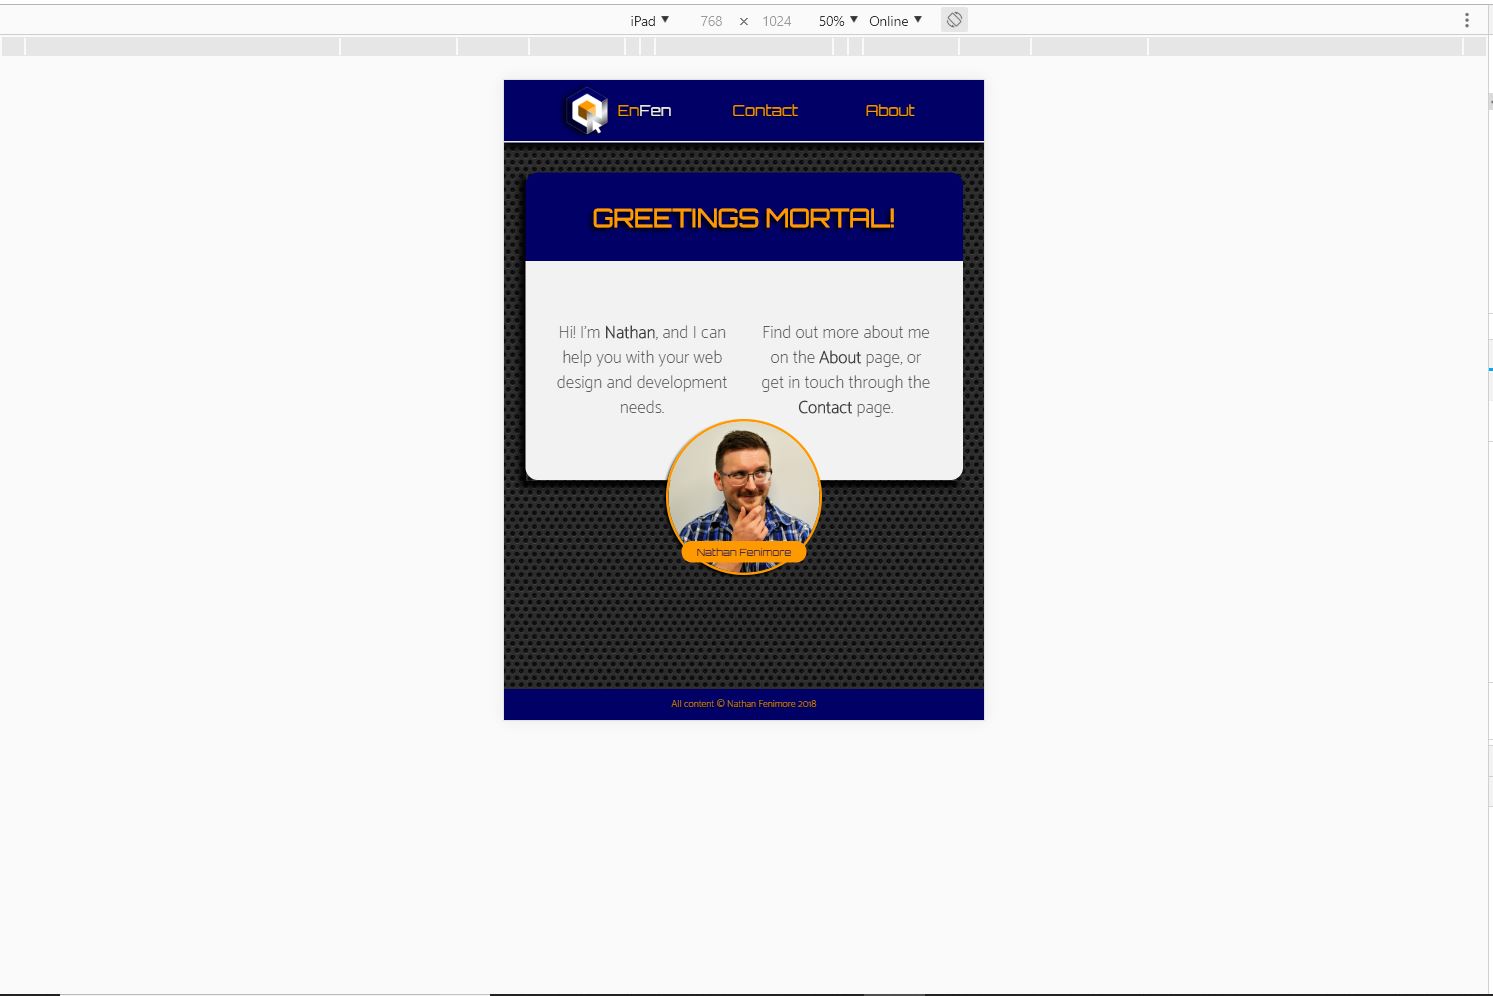 iPad ▼ 768 × 1024 50% ▼ Online ▼
EnFen Contact About
GREETINGS MORTAL!
Hi! I'm Nathan, and I can
help you with your web
design and development
needs.
Find out more about me
on the About page, or
get in touch through the
Contact page.
Nathan Fenimore
All content © Nathan Fenimore 2018